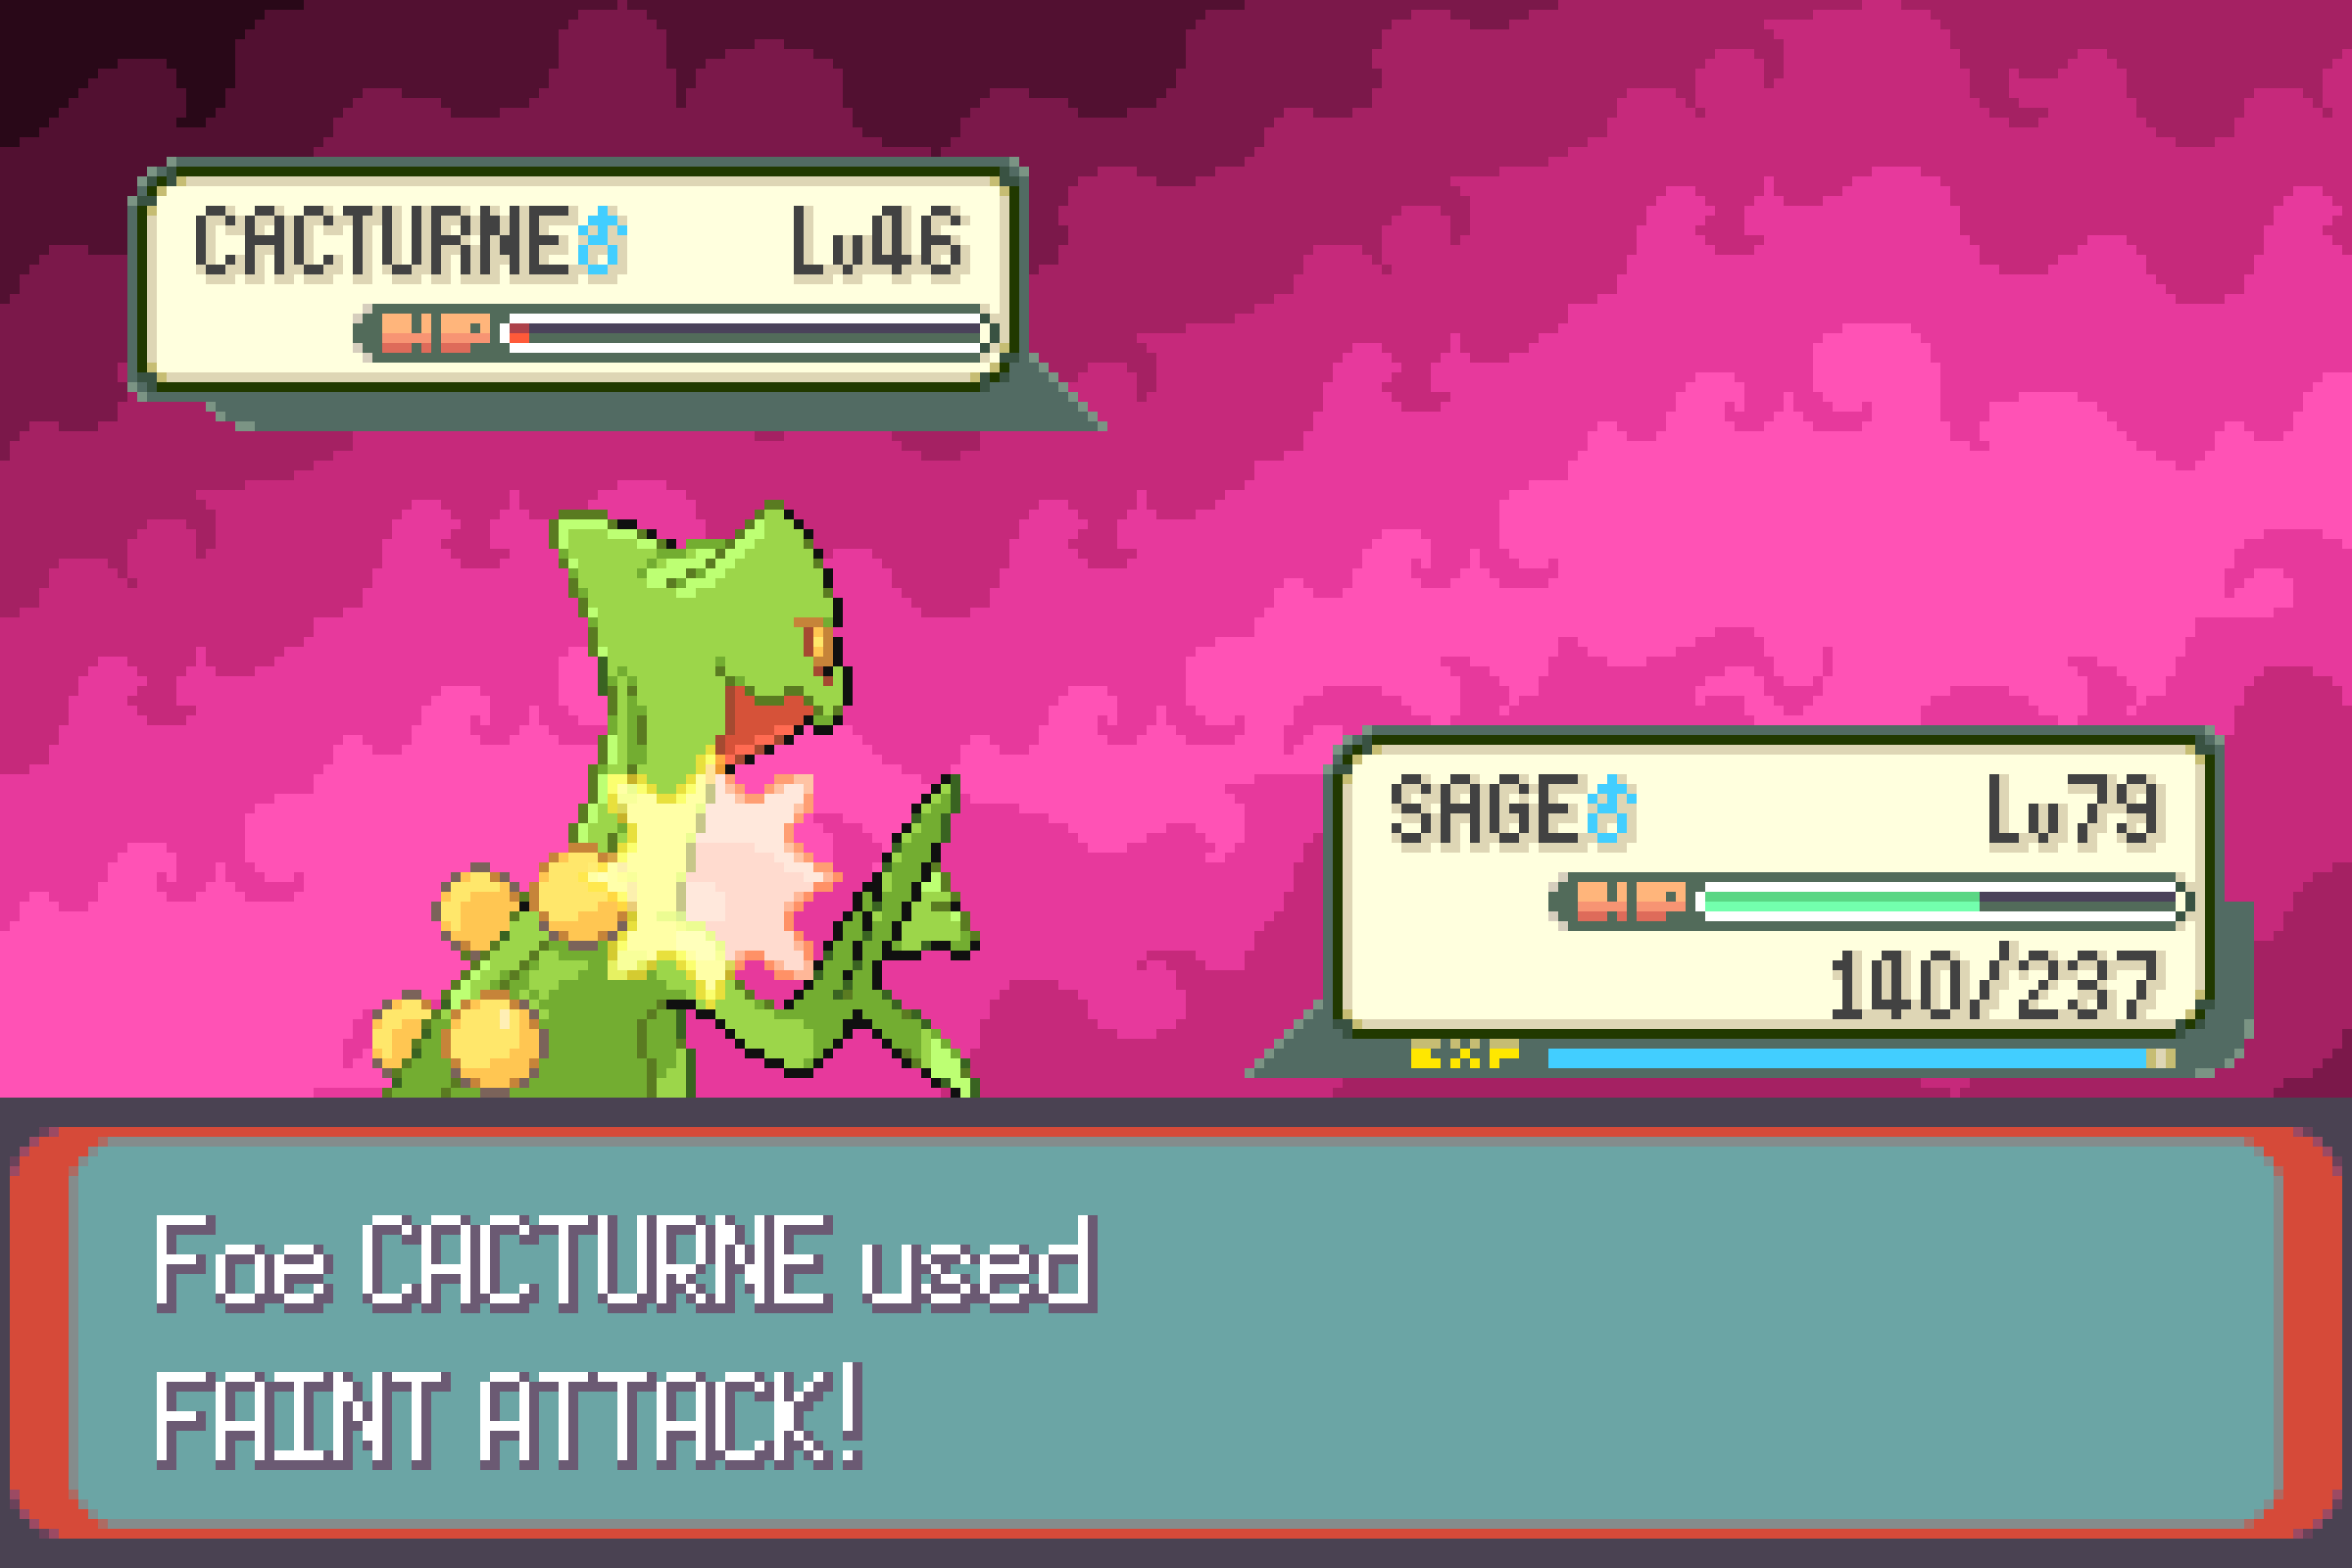 CACTURNE♂ Lv46
HP
SAGE♂ Lv79
HP
140/237
EXP
Foe CACTURNE used
FAINT ATTACK!